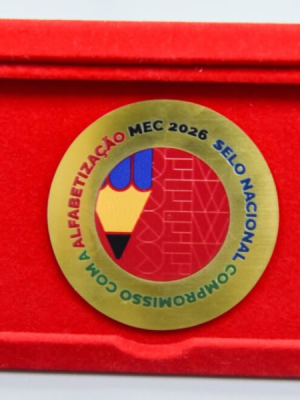 SELO NACIONAL COMPROMISSO COM A ALFABETIZAÇÃO MEC 2026